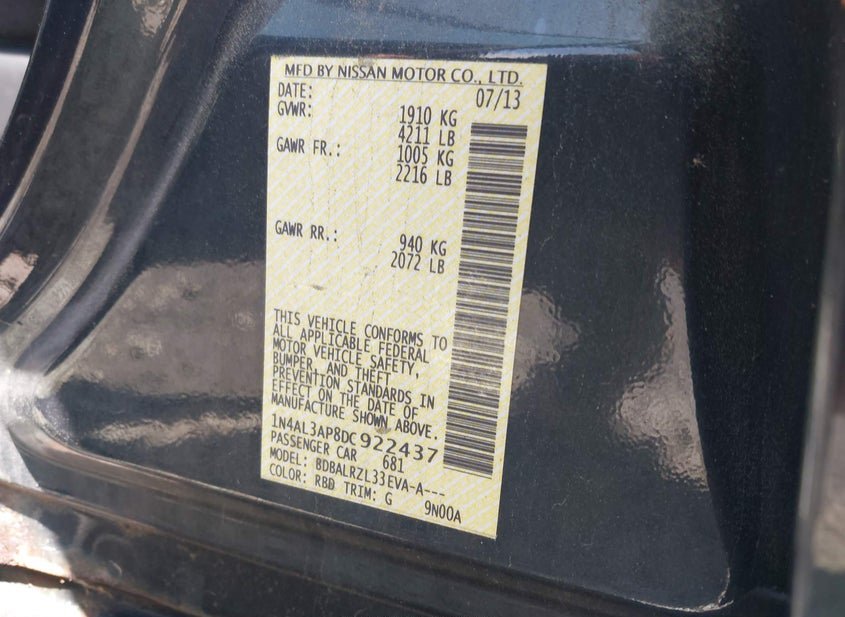 MFD BY NISSAN MOTOR CO., LTD.
DATE: 07/13
GVWR: 1910 KG
4211 LB
GAWR FR.: 1005 KG
2216 LB
GAWR RR.: 940 KG
2072 LB
THIS VEHICLE CONFORMS TO
ALL APPLICABLE FEDERAL
MOTOR VEHICLE SAFETY,
BUMPER, AND THEFT
PREVENTION STANDARDS IN
EFFECT ON THE DATE OF
MANUFACTURE SHOWN ABOVE.
1N4AL3AP8DC922437
PASSENGER CAR 681
MODEL: BDBALRZL33EVA-A---
COLOR: RBD TRIM: G 9N00A